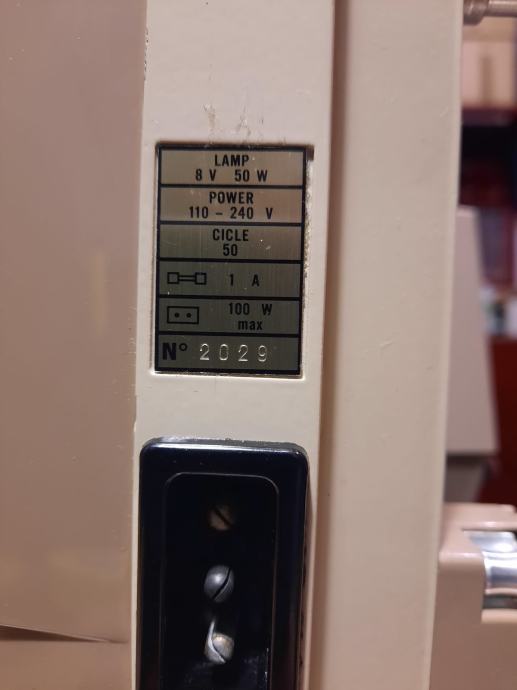 LAMP
8 V 50 W
POWER
110 - 240 V
CICLE
50
1 A
100 W
max
N° 2029